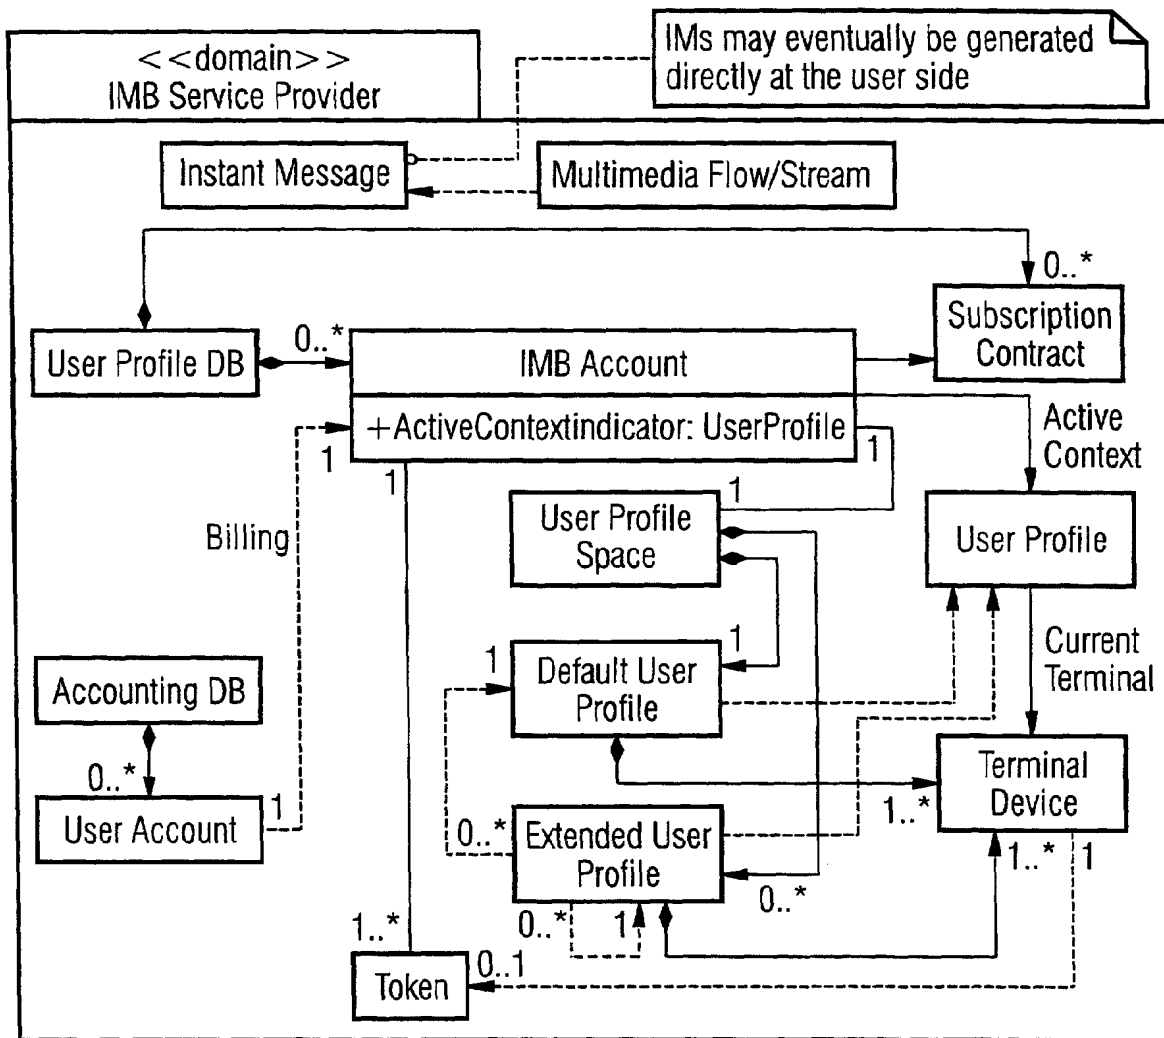 <<domain>>
IMB Service Provider
IMs may eventually be generated
directly at the user side
Instant Message
Multimedia Flow/Stream
0..*
Subscription
Contract
User Profile DB
0..*
IMB Account
+ActiveContextindicator: UserProfile
1
1
1
Active
Context
Billing
1
User Profile
Space
User Profile
1
1
Default User
Profile
Current
Terminal
Accounting DB
0..*
User Account
1
0..*
Extended User
Profile
1..*
Terminal
Device
1..*
1
0..*
0..*
1
1..*
Token
0..1